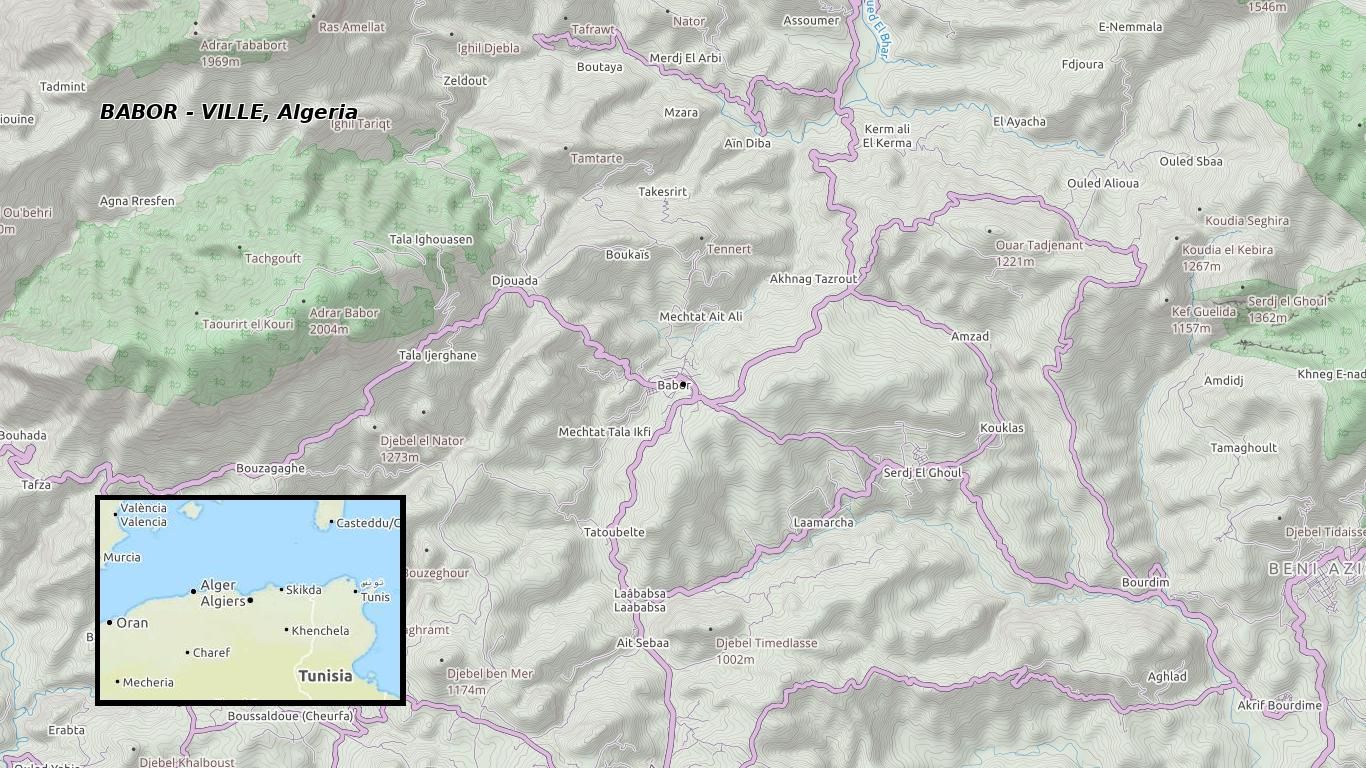 1546m
Assoumer
Nator
Ras Amellat
Tafrawt
E-Nemmala
Oued El Bhar
Adrar Tababort
1969m
Ighil Djebla
Merdj El Arbi
Boutaya
Fdjoura
Zeldout
Tadmint
BABOR - VILLE, Algeria
Mzara
Ighil Tariqt
El Ayacha
Kerm ali
El Kerma
Aïn Diba
Tamtarte
Ouled Sbaa
Ouled Alioua
Takesrirt
Agna Rresfen
Ou'behri
Koudia Seghira
Tala Ighouasen
Ouar Tadjenant
1221m
Tennert
Boukaïs
Koudia el Kebira
1267m
Tachgouft
Djouada
Akhnag Tazrout
Serdj el Ghoul
1362m
Adrar Babor
2004m
Kef Guelida
1157m
Mechtat Ait Ali
Taourirt el Kouri
Amzad
Tala Ijerghane
Khneg E-nad
Amdidj
Babor
Kouklas
Mechtat Tala Ikfi
Bouhada
Djebel el Nator
1273m
Tamaghoult
Bouzagaghe
Serdj El Ghoul
Tafza
Laamarcha
Tatoubelte
Djebel Tidaisse
BENI AZI
Bouzeghour
Bourdim
Laâbabsa
Laâbabsa
aghramt
Ait Sebaa
Djebel Timedlasse
1002m
Djebel ben Mer
1174m
Aghlad
Akrif Bourdime
Boussaldoue (Cheurfa)
Erabta
Djebel Khalboust
Ouled Yahia
València
Valencia
Casteddu/C
Murcia
Alger
Algiers
Skikda
تونس
Tunis
Oran
Khenchela
Charef
Tunisia
Mecheria